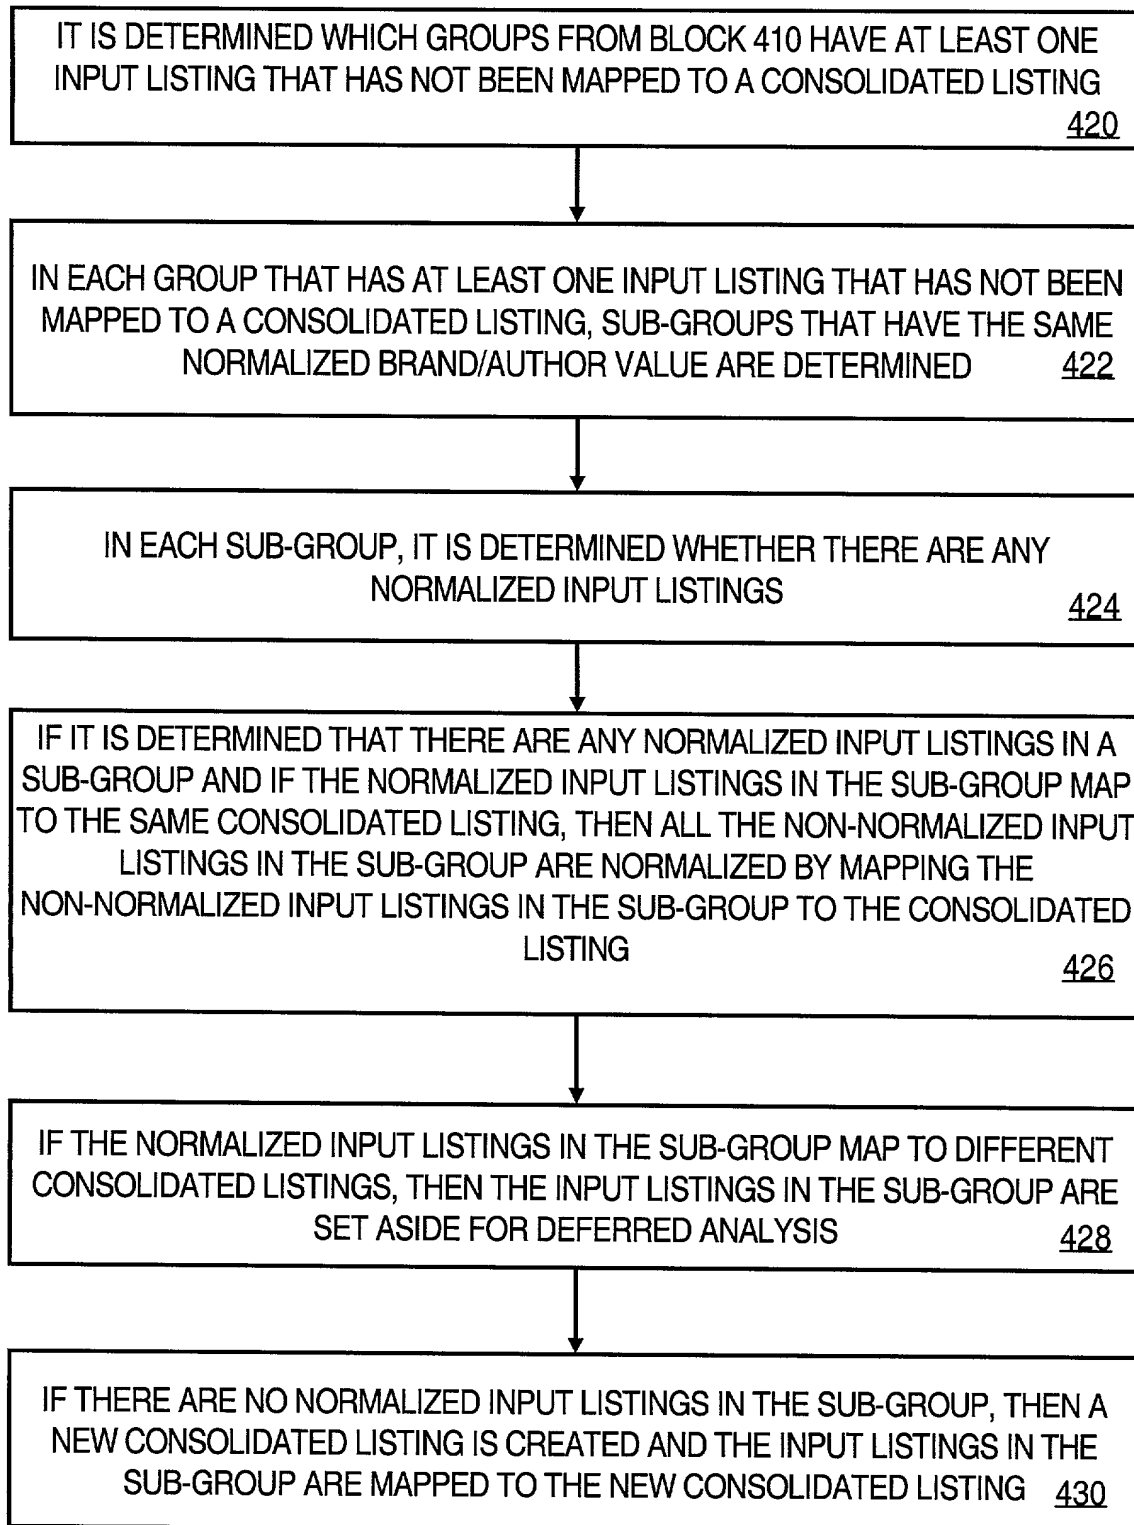 IT IS DETERMINED WHICH GROUPS FROM BLOCK 410 HAVE AT LEAST ONE
INPUT LISTING THAT HAS NOT BEEN MAPPED TO A CONSOLIDATED LISTING
420
IN EACH GROUP THAT HAS AT LEAST ONE INPUT LISTING THAT HAS NOT BEEN
MAPPED TO A CONSOLIDATED LISTING, SUB-GROUPS THAT HAVE THE SAME
NORMALIZED BRAND/AUTHOR VALUE ARE DETERMINED 422
IN EACH SUB-GROUP, IT IS DETERMINED WHETHER THERE ARE ANY
NORMALIZED INPUT LISTINGS
424
IF IT IS DETERMINED THAT THERE ARE ANY NORMALIZED INPUT LISTINGS IN A
SUB-GROUP AND IF THE NORMALIZED INPUT LISTINGS IN THE SUB-GROUP MAP
TO THE SAME CONSOLIDATED LISTING, THEN ALL THE NON-NORMALIZED INPUT
LISTINGS IN THE SUB-GROUP ARE NORMALIZED BY MAPPING THE
NON-NORMALIZED INPUT LISTINGS IN THE SUB-GROUP TO THE CONSOLIDATED
LISTING
426
IF THE NORMALIZED INPUT LISTINGS IN THE SUB-GROUP MAP TO DIFFERENT
CONSOLIDATED LISTINGS, THEN THE INPUT LISTINGS IN THE SUB-GROUP ARE
SET ASIDE FOR DEFERRED ANALYSIS 428
IF THERE ARE NO NORMALIZED INPUT LISTINGS IN THE SUB-GROUP, THEN A
NEW CONSOLIDATED LISTING IS CREATED AND THE INPUT LISTINGS IN THE
SUB-GROUP ARE MAPPED TO THE NEW CONSOLIDATED LISTING 430